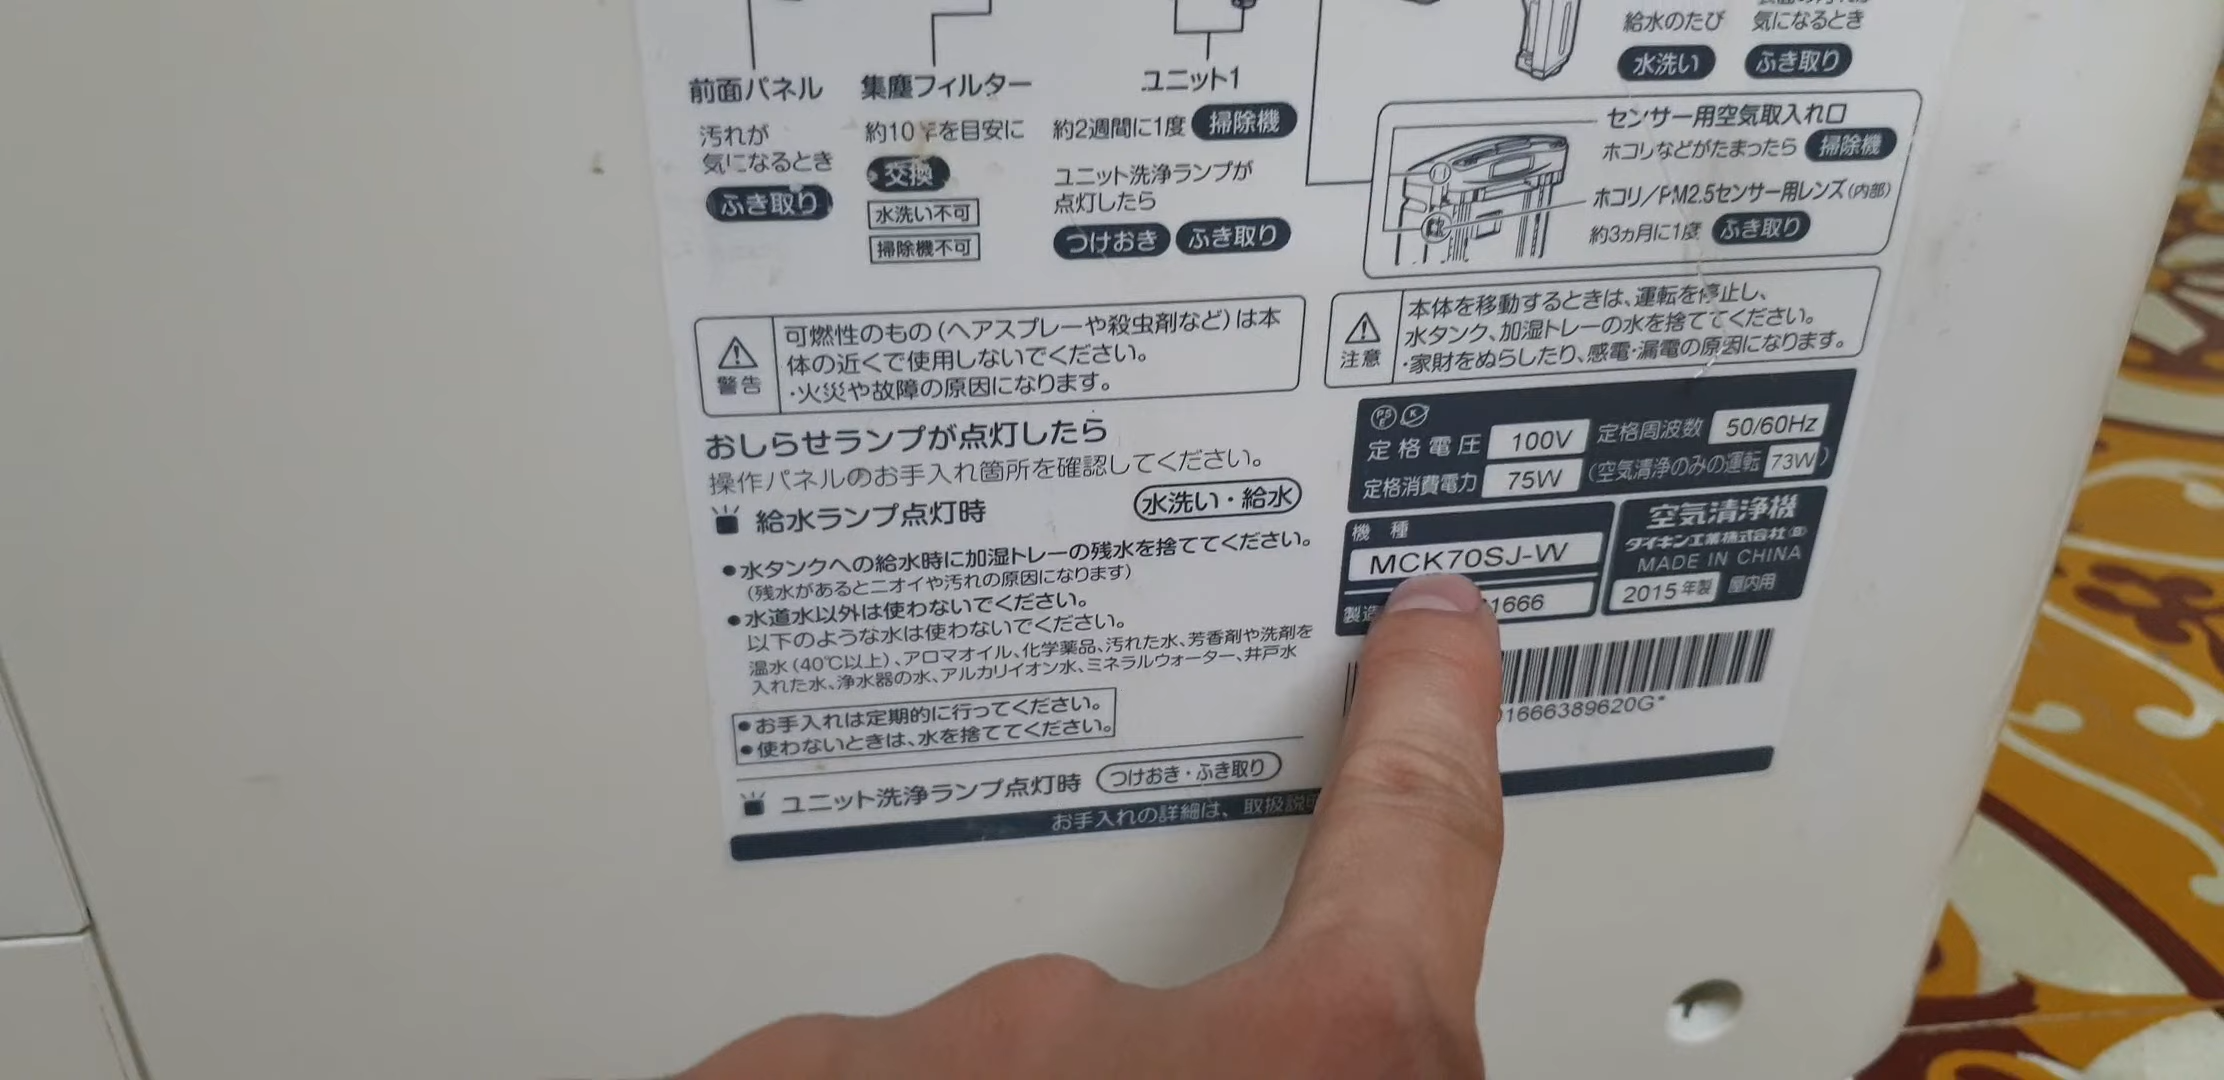 給水のたび
気になるとき
水洗い
ふき取り
前面パネル
汚れが
気になるとき
ふき取り
集塵フィルター
約10年を目安に
交換
水洗い不可
掃除機不可
ユニット1
約2週間に1度 掃除機
ユニット洗浄ランプが
点灯したら
つけおき ふき取り
センサー用空気取入れ口
ホコリなどがたまったら 掃除機
ホコリ/PM2.5センサー用レンズ(内部)
約3ヵ月に1度 ふき取り
警告
可燃性のもの(ヘアスプレーや殺虫剤など)は本
体の近くで使用しないでください。
・火災や故障の原因になります。
注意
本体を移動するときは、運転を停止し、
水タンク、加湿トレーの水を捨ててください。
・家財をぬらしたり、感電・漏電の原因になります。
おしらせランプが点灯したら
操作パネルのお手入れ箇所を確認してください。
給水ランプ点灯時 水洗い・給水
●水タンクへの給水時に加湿トレーの残水を捨ててください。
(残水があるとニオイや汚れの原因になります)
●水道水以外は使わないでください。
以下のような水は使わないでください。
温水(40℃以上)、アロマオイル、化学薬品、汚れた水、芳香剤や洗剤を
入れた水、浄水器の水、アルカリイオン水、ミネラルウォーター、井戸水
●お手入れは定期的に行ってください。
●使わないときは、水を捨ててください。
ユニット洗浄ランプ点灯時 つけおき・ふき取り
お手入れの詳細は、取扱説
PS E
定格電圧 100V 定格周波数 50/60Hz
定格消費電力 75W (空気清浄のみの運転 73W)
機種
MCK70SJ-W
製造
1666
空気清浄機
ダイキン工業株式会社
MADE IN CHINA
2015年製 屋内用
01666389620G*